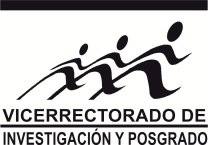 VICERRECTORADO DE
INVESTIGACIÓN Y POSGRADO